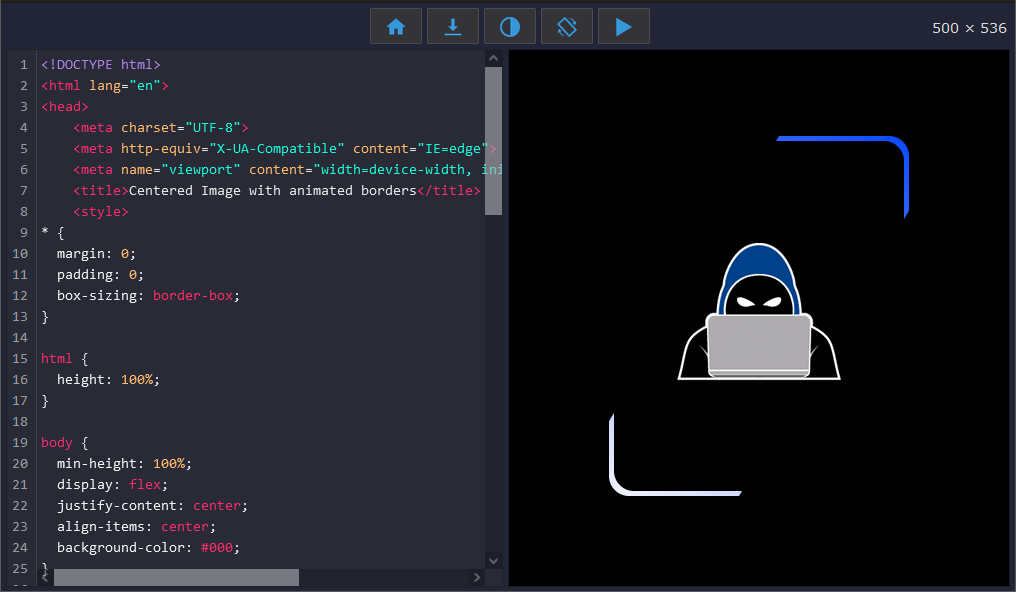 500 × 536
1 <!DOCTYPE html>
2 <html lang="en">
3 <head>
4 <meta charset="UTF-8">
5 <meta http-equiv="X-UA-Compatible" content="IE=edge">
6 <meta name="viewport" content="width=device-width, ini
7 <title>Centered Image with animated borders</title>
8 <style>
9 * {
10 margin: 0;
11 padding: 0;
12 box-sizing: border-box;
13 }
14
15 html {
16 height: 100%;
17 }
18
19 body {
20 min-height: 100%;
21 display: flex;
22 justify-content: center;
23 align-items: center;
24 background-color: #000;
25 }